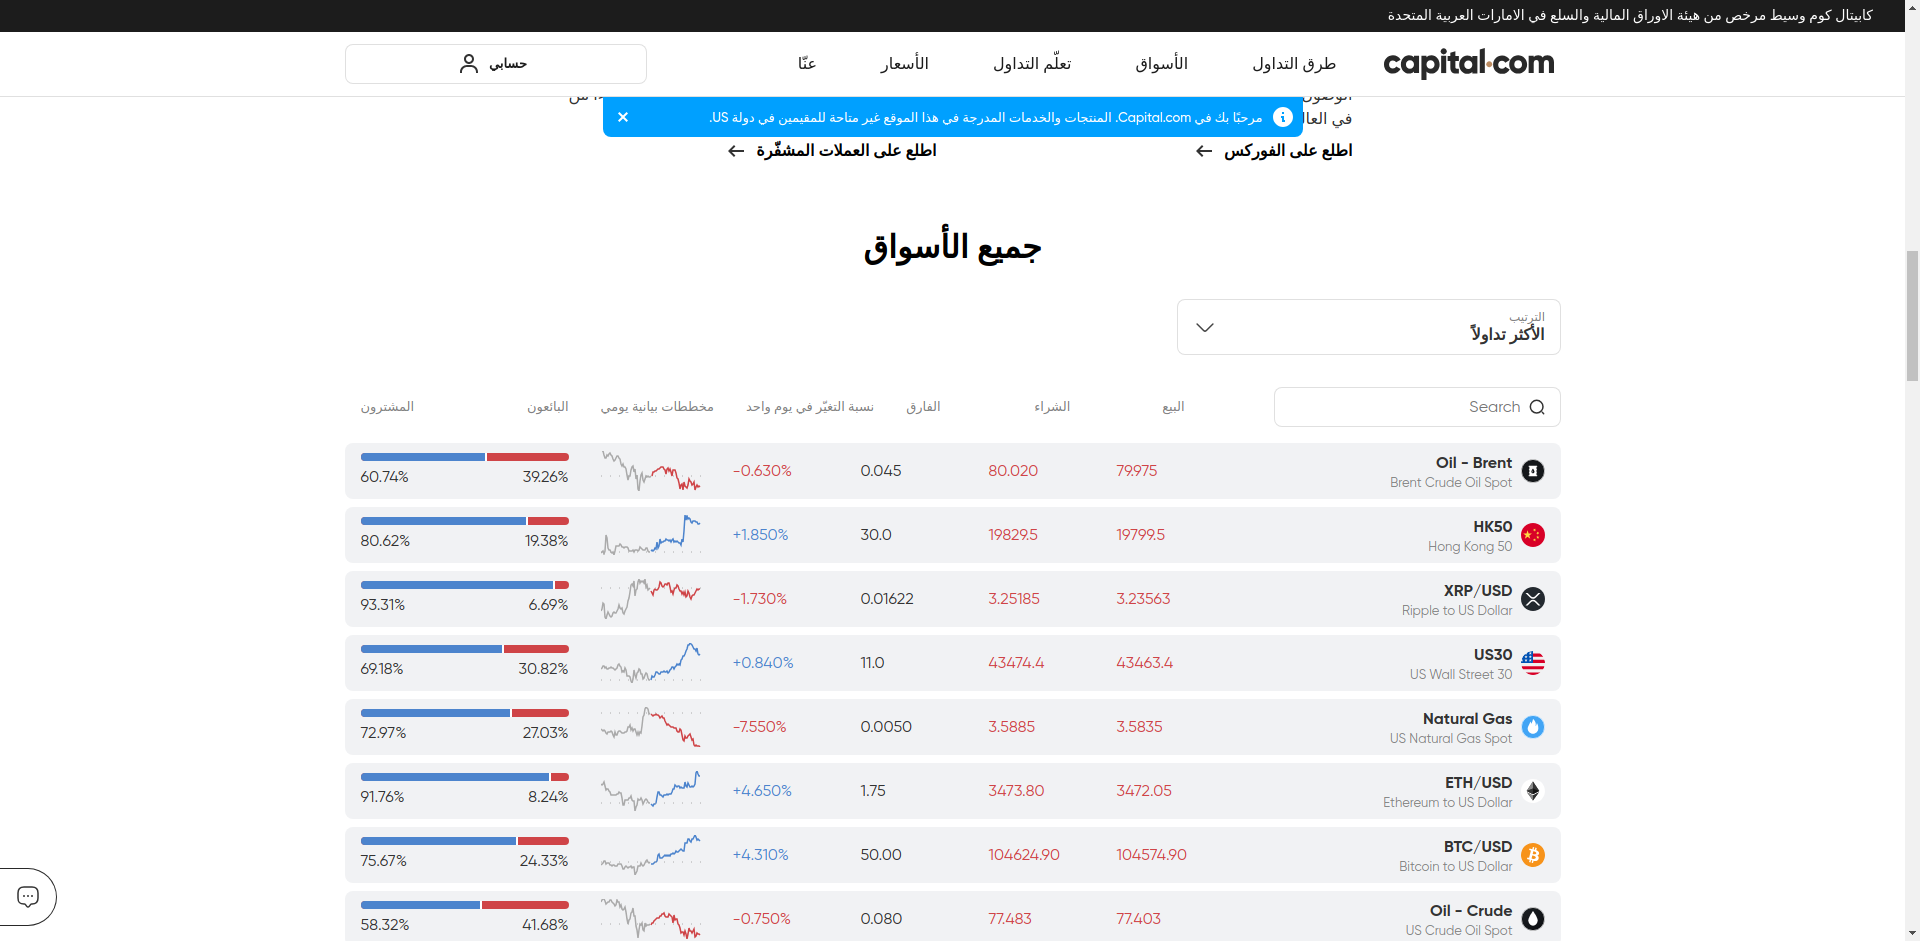 كابيتال كوم وسيط مرخص من هيئة الاوراق المالية والسلع في الامارات العربية المتحدة
capital.com
طرق التداول
الأسواق
تعلّم التداول
الأسعار
عنّا
حسابي
في العا
مرحبًا بك في Capital.com. المنتجات والخدمات المدرجة في هذا الموقع غير متاحة للمقيمين في دولة US.
اطلع على الفوركس
اطلع على العملات المشفّرة
جميع الأسواق
الترتيب
الأكثر تداولاً
Search
البيع
الشراء
الفارق
نسبة التغيّر في يوم واحد
مخططات بيانية يومي
البائعون
المشترون
Oil - Brent
Brent Crude Oil Spot
79.975
80.020
0.045
-0.630%
39.26%
60.74%
HK50
Hong Kong 50
19799.5
19829.5
30.0
+1.850%
19.38%
80.62%
XRP/USD
Ripple to US Dollar
3.23563
3.25185
0.01622
-1.730%
6.69%
93.31%
US30
US Wall Street 30
43463.4
43474.4
11.0
+0.840%
30.82%
69.18%
Natural Gas
US Natural Gas Spot
3.5835
3.5885
0.0050
-7.550%
27.03%
72.97%
ETH/USD
Ethereum to US Dollar
3472.05
3473.80
1.75
+4.650%
8.24%
91.76%
BTC/USD
Bitcoin to US Dollar
104574.90
104624.90
50.00
+4.310%
24.33%
75.67%
Oil - Crude
US Crude Oil Spot
77.403
77.483
0.080
-0.750%
41.68%
58.32%